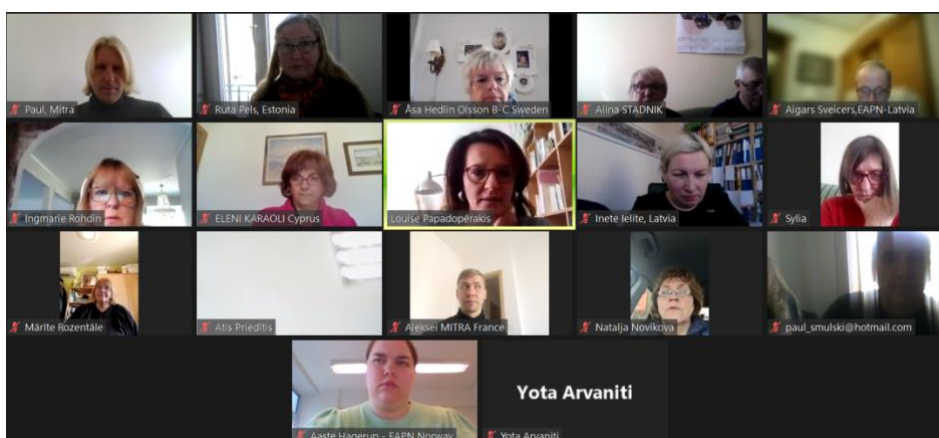 Paul, Mitra
Ruta Pels, Estonia
Åsa Hedlin Olsson B-C Sweden
Alina STADNIK
Aigars Sveicers,EAPN-Latvia
Ingmarie Rohdin
ELENI KARAOLI Cyprus
Louise Papadopérakis
Inete Ielite, Latvia
Sylia
Mārīte Rozentāle
Atis Prieditis
Aleksei MITRA France
Natalja Novikova
paul_smulski@hotmail.com
Yota Arvaniti
Aaste Hagerup - EAPN Norway
Yota Arvaniti